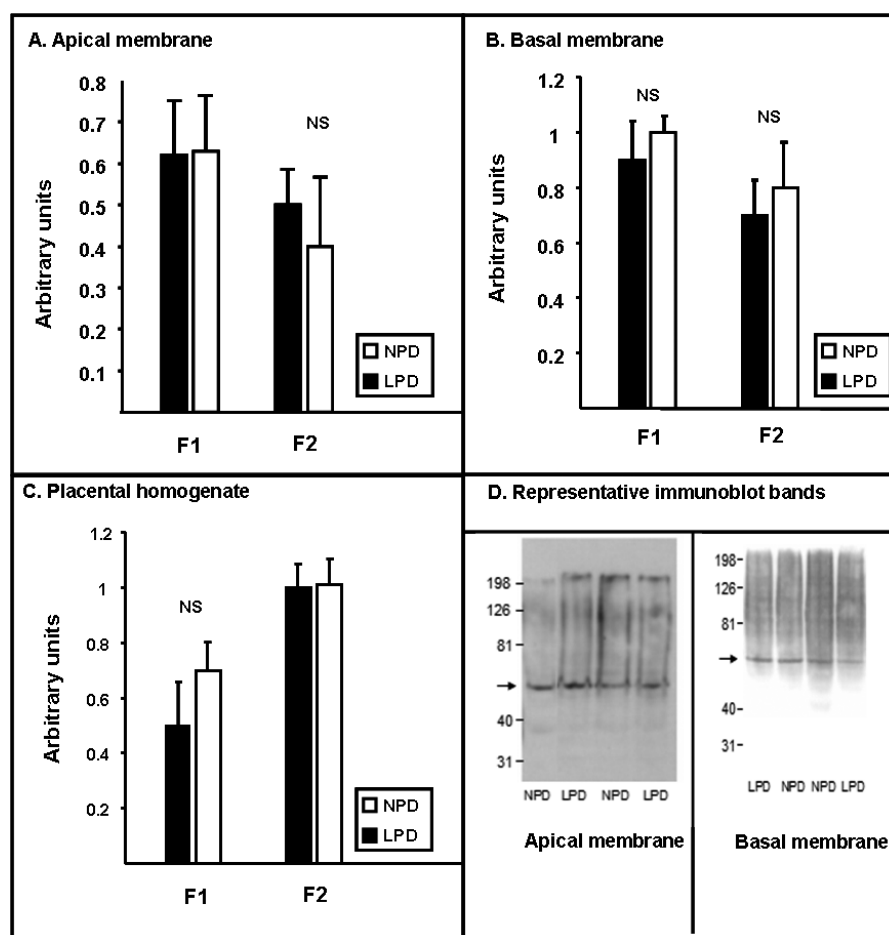 A. Apical membrane
0.8
0.7
0.6
0.5
0.4
0.3
0.2
0.1
Arbitrary units
NS
NPD
LPD
F1 F2
B. Basal membrane
1.2
1
0.8
0.6
0.4
0.2
Arbitrary units
NS
NS
NPD
LPD
F1 F2
C. Placental homogenate
1.2
1
0.8
0.6
0.4
0.2
Arbitrary units
NS
NPD
LPD
F1 F2
D. Representative immunoblot bands
198
126
81
40
31
NPD LPD NPD LPD
Apical membrane
198
126
81
40
31
LPD NPD NPD LPD
Basal membrane